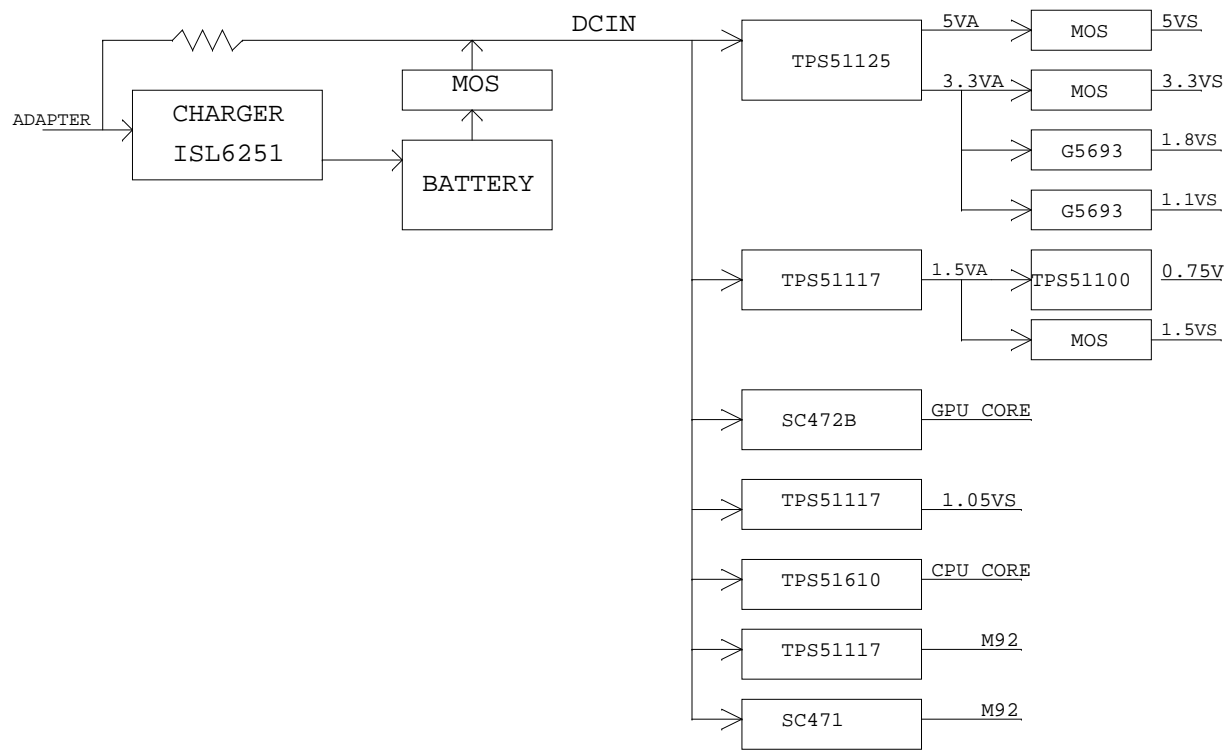 DCIN
ADAPTER
CHARGER
ISL6251
MOS
BATTERY
TPS51125
5VA
MOS
5VS
3.3VA
MOS
3.3VS
G5693
1.8VS
G5693
1.1VS
TPS51117
1.5VA
TPS51100
0.75V
MOS
1.5VS
SC472B
GPU CORE
TPS51117
1.05VS
TPS51610
CPU CORE
TPS51117
M92
SC471
M92